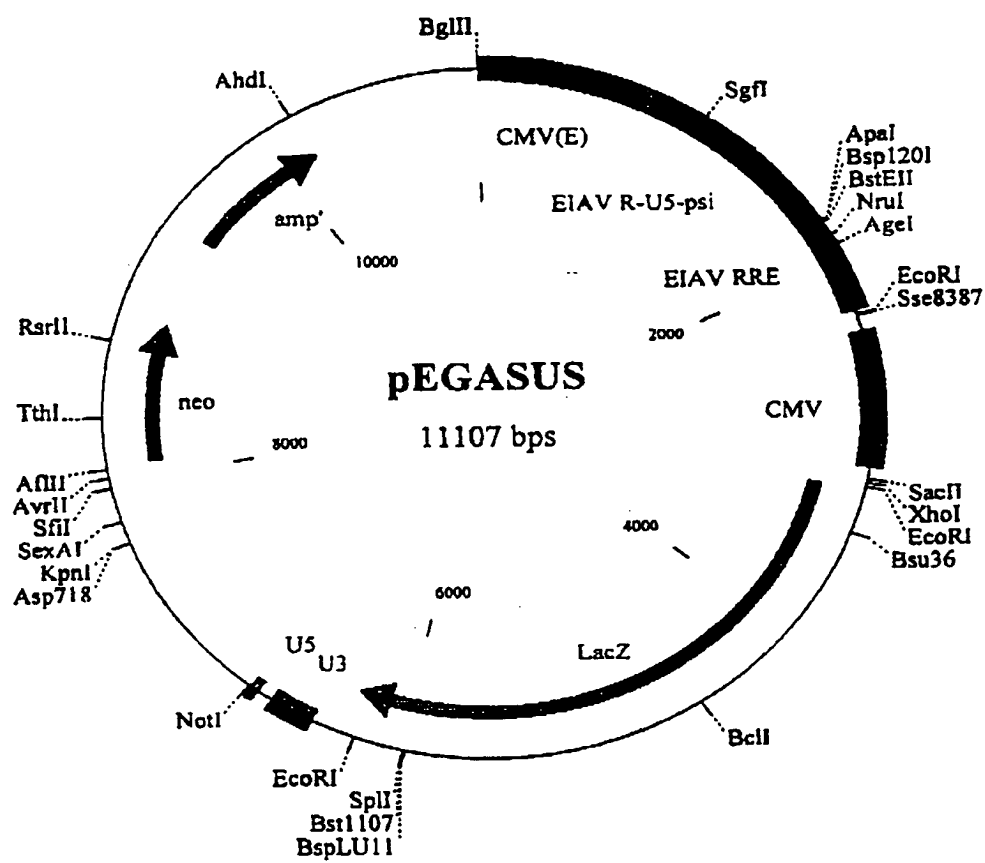 BglII
AhdI
SgfI
CMV(E)
ApaI
Bsp120I
BstEII
NruI
AgeI
EIAV R-U5-psi
ampr
10000
EIAV RRE
EcoRI
Sse8387
2000
RsrII
pEGASUS
neo
CMV
TthI
11107 bps
8000
AflII
AvrII
SfiI
SexAI
KpnI
Asp718
SacII
XhoI
EcoRI
Bsu36
4000
6000
U5
U3
LacZ
NotI
BclI
EcoRI
SplI
Bst1107
BspLU11